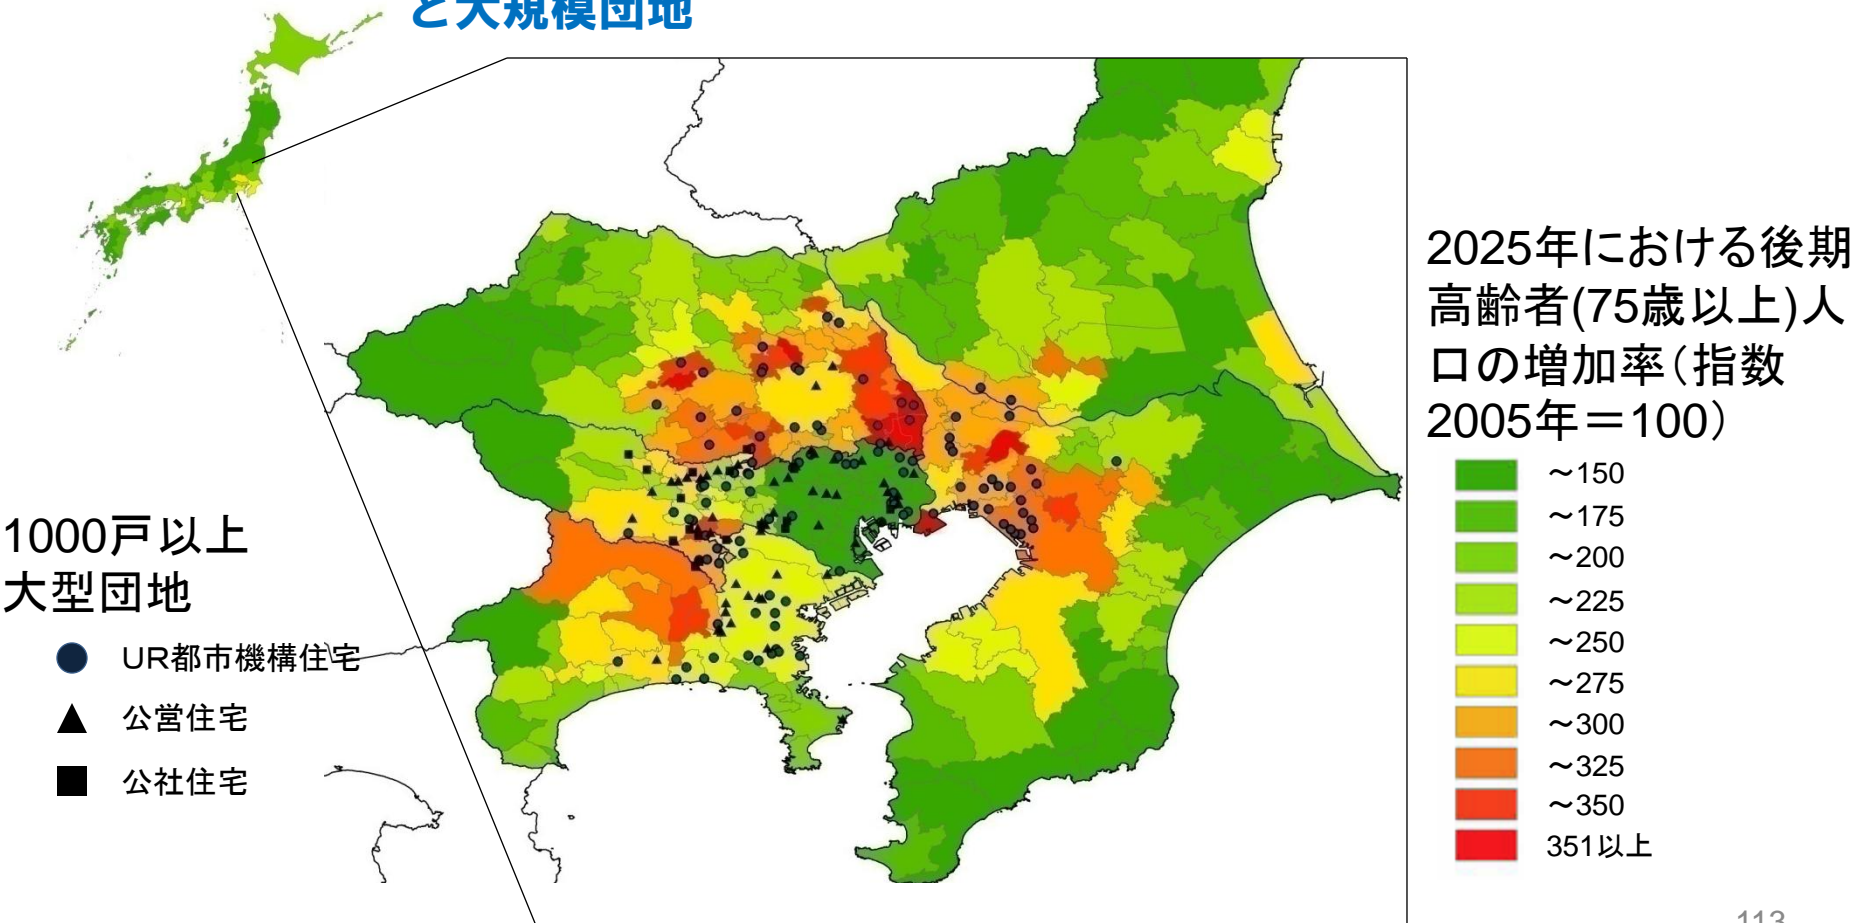 と大規模団地
2025年における後期
高齢者(75歳以上)人
口の増加率（指数
2005年＝100）
～150
～175
～200
～225
～250
～275
～300
～325
～350
351以上
1000戸以上
大型団地
UR都市機構住宅
公営住宅
公社住宅
113